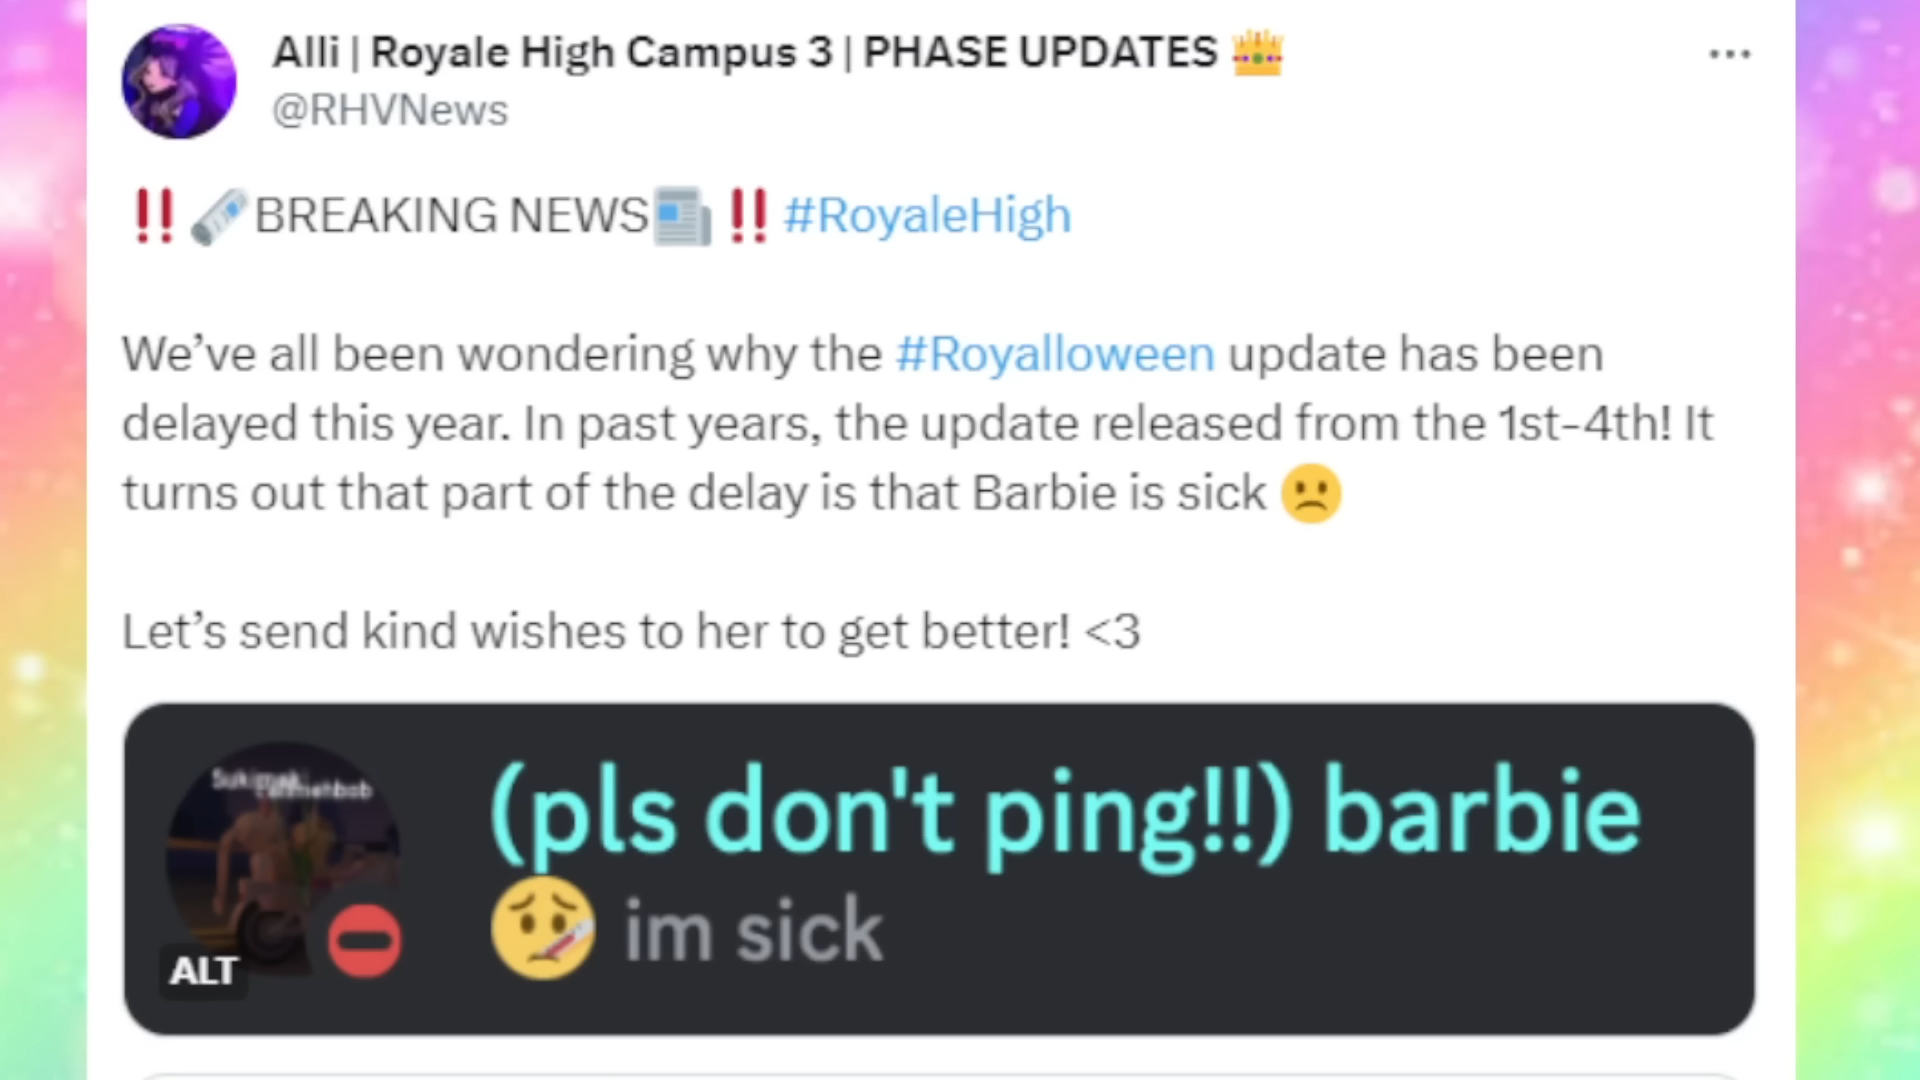 Alli | Royale High Campus 3 | PHASE UPDATES 👑
@RHVNews
‼️🗞️BREAKING NEWS📰‼️ #RoyaleHigh
We’ve all been wondering why the #Royalloween update has been
delayed this year. In past years, the update released from the 1st-4th! It
turns out that part of the delay is that Barbie is sick 🙁
Let’s send kind wishes to her to get better! <3
(pls don't ping!!) barbie
🤒 im sick
ALT